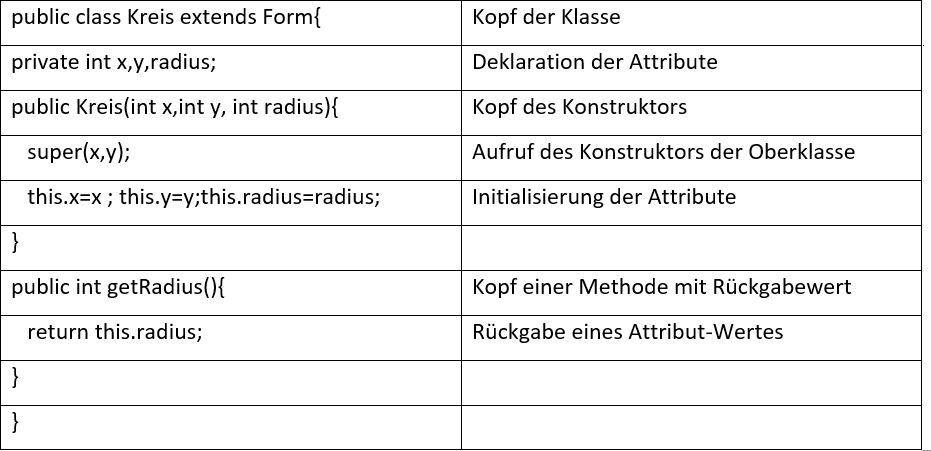 public class Kreis extends Form{ Kopf der Klasse
private int x,y,radius; Deklaration der Attribute
public Kreis(int x,int y, int radius){ Kopf des Konstruktors
super(x,y); Aufruf des Konstruktors der Oberklasse
this.x=x ; this.y=y;this.radius=radius; Initialisierung der Attribute
}
public int getRadius(){ Kopf einer Methode mit Rückgabewert
return this.radius; Rückgabe eines Attribut-Wertes
}
}